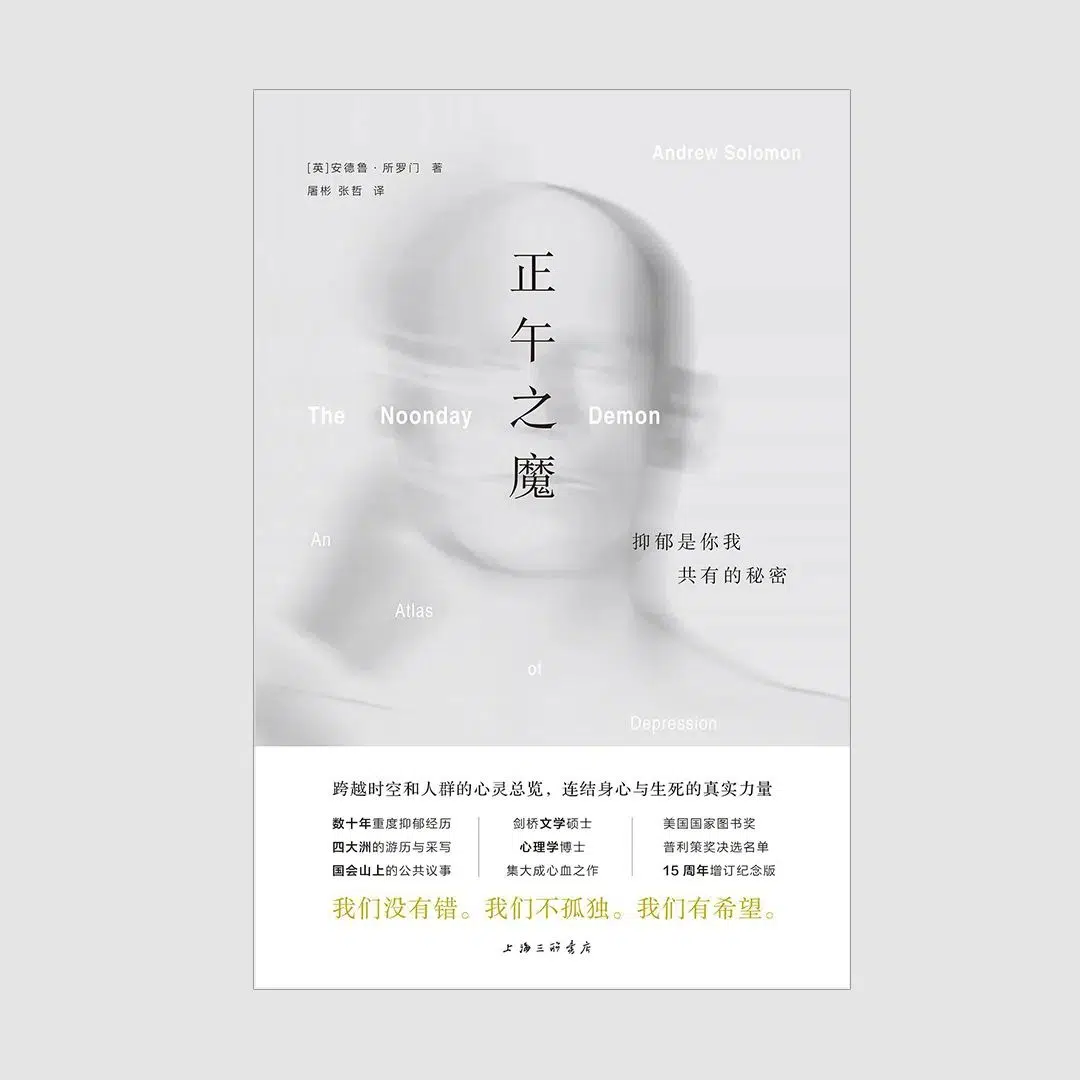 [英]安德鲁·所罗门 著
屠彬 张哲 译
Andrew Solomon
正午之魔
The Noonday Demon
抑郁是你我
共有的秘密
An
Atlas
of
Depression
跨越时空和人群的心灵总览，连结身心与生死的真实力量
数十年重度抑郁经历
四大洲的游历与采写
国会山上的公共议事
剑桥文学硕士
心理学博士
集大成心血之作
美国国家图书奖
普利策奖决选名单
15 周年增订纪念版
我们没有错。我们不孤独。我们有希望。
上海三联书店